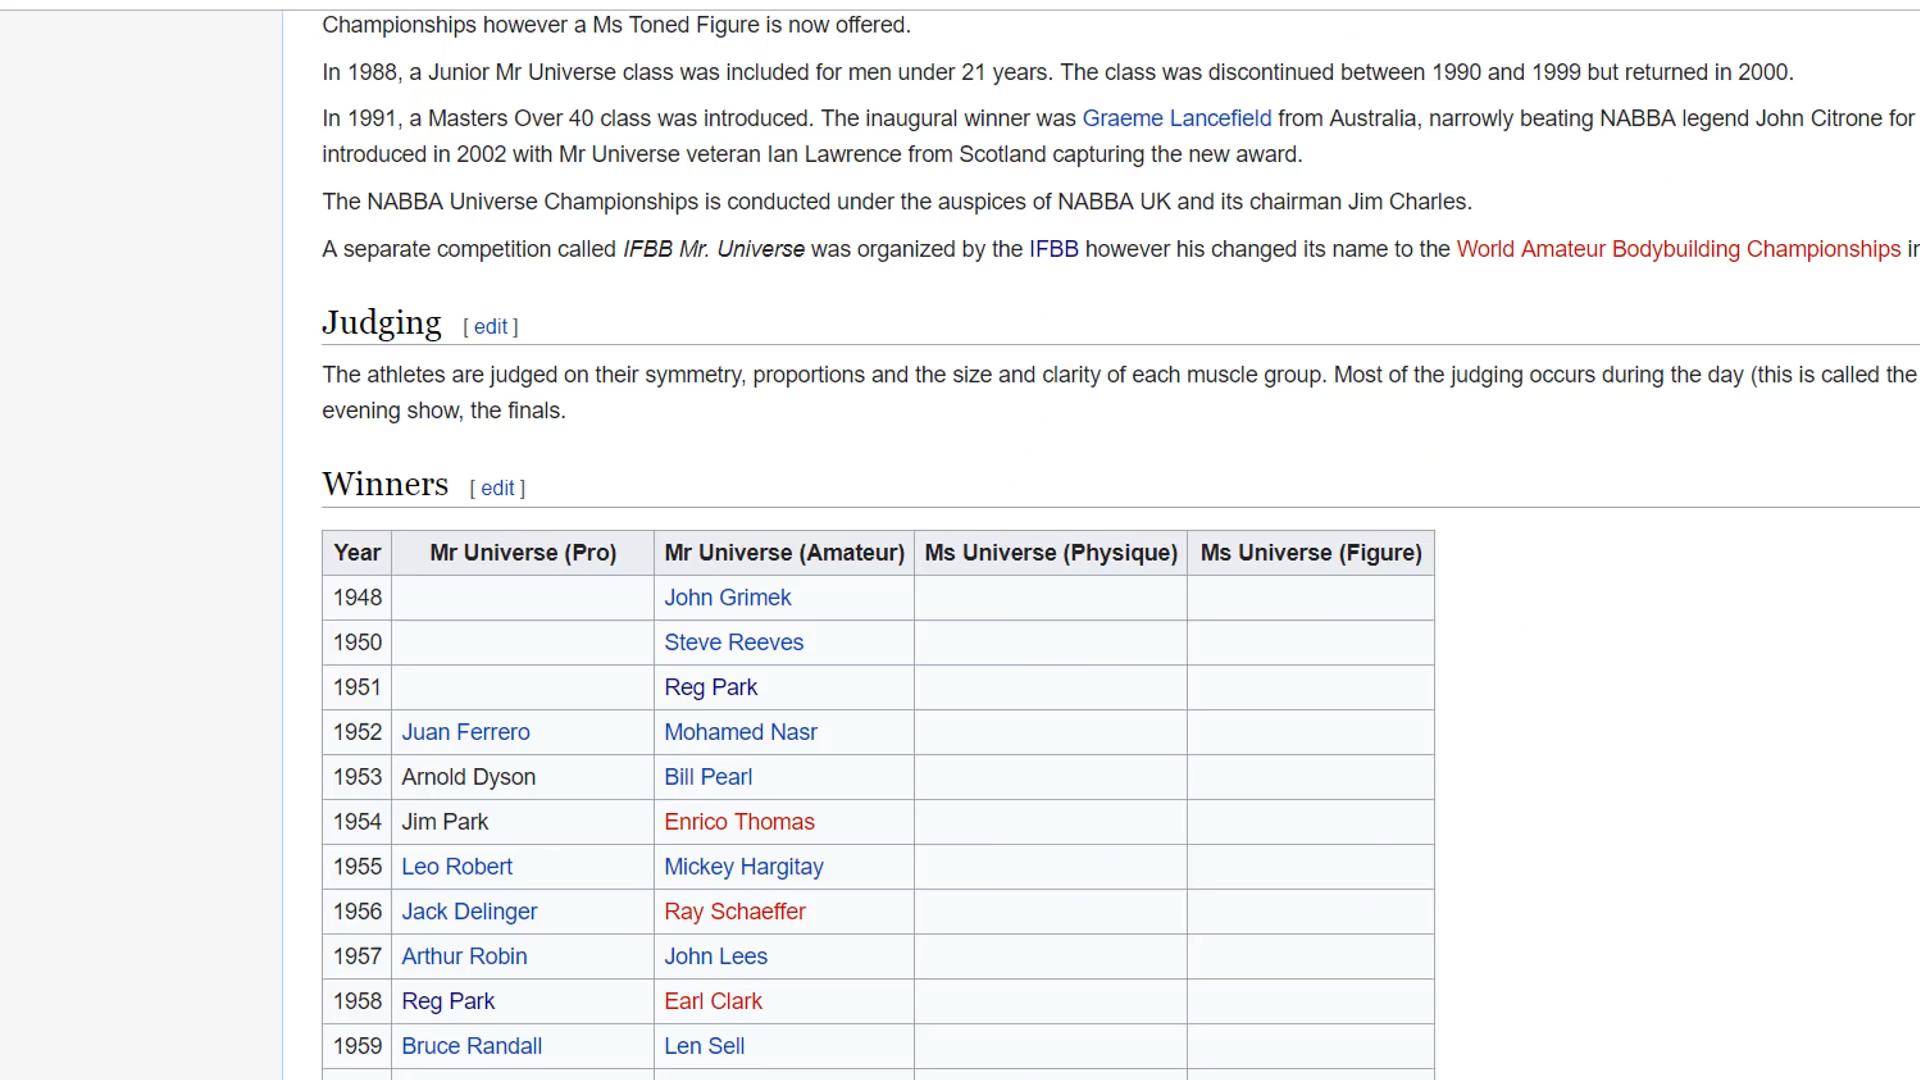 Championships however a Ms Toned Figure is now offered.
In 1988, a Junior Mr Universe class was included for men under 21 years. The class was discontinued between 1990 and 1999 but returned in 2000.
In 1991, a Masters Over 40 class was introduced. The inaugural winner was Graeme Lancefield from Australia, narrowly beating NABBA legend John Citrone for
introduced in 2002 with Mr Universe veteran Ian Lawrence from Scotland capturing the new award.
The NABBA Universe Championships is conducted under the auspices of NABBA UK and its chairman Jim Charles.
A separate competition called IFBB Mr. Universe was organized by the IFBB however his changed its name to the World Amateur Bodybuilding Championships in
Judging [ edit ]
The athletes are judged on their symmetry, proportions and the size and clarity of each muscle group. Most of the judging occurs during the day (this is called the
evening show, the finals.
Winners [ edit ]
Year Mr Universe (Pro) Mr Universe (Amateur) Ms Universe (Physique) Ms Universe (Figure)
1948 John Grimek
1950 Steve Reeves
1951 Reg Park
1952 Juan Ferrero Mohamed Nasr
1953 Arnold Dyson Bill Pearl
1954 Jim Park Enrico Thomas
1955 Leo Robert Mickey Hargitay
1956 Jack Delinger Ray Schaeffer
1957 Arthur Robin John Lees
1958 Reg Park Earl Clark
1959 Bruce Randall Len Sell